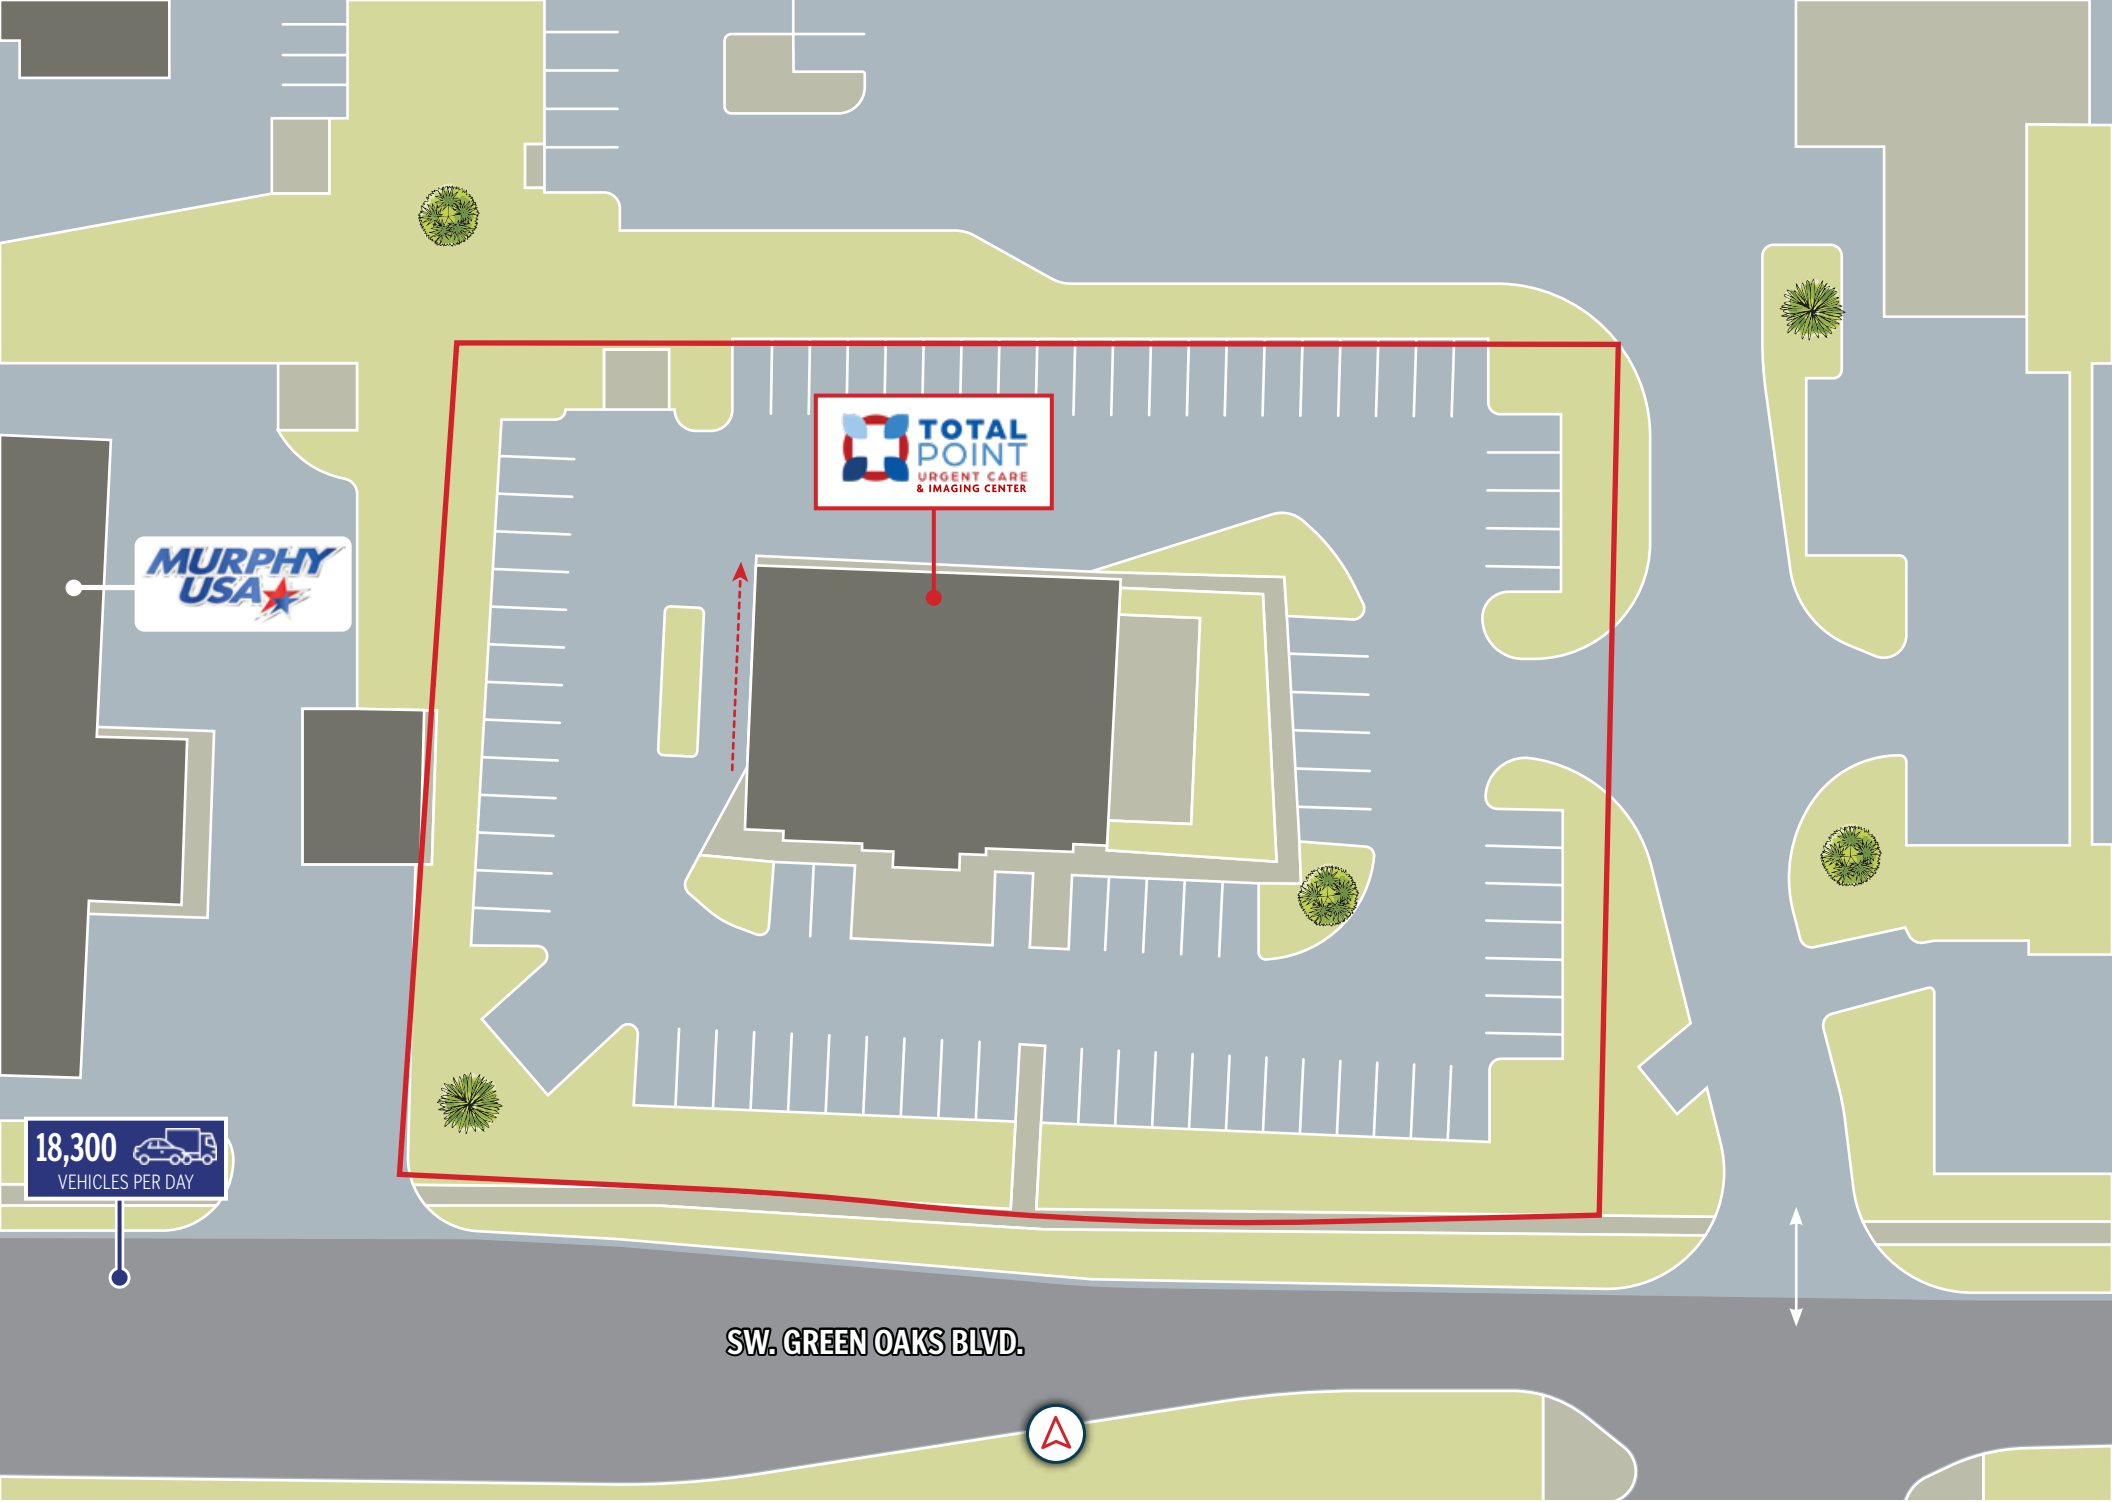 TOTAL
POINT
URGENT CARE
& IMAGING CENTER
MURPHY
USA
18,300
VEHICLES PER DAY
SW. GREEN OAKS BLVD.